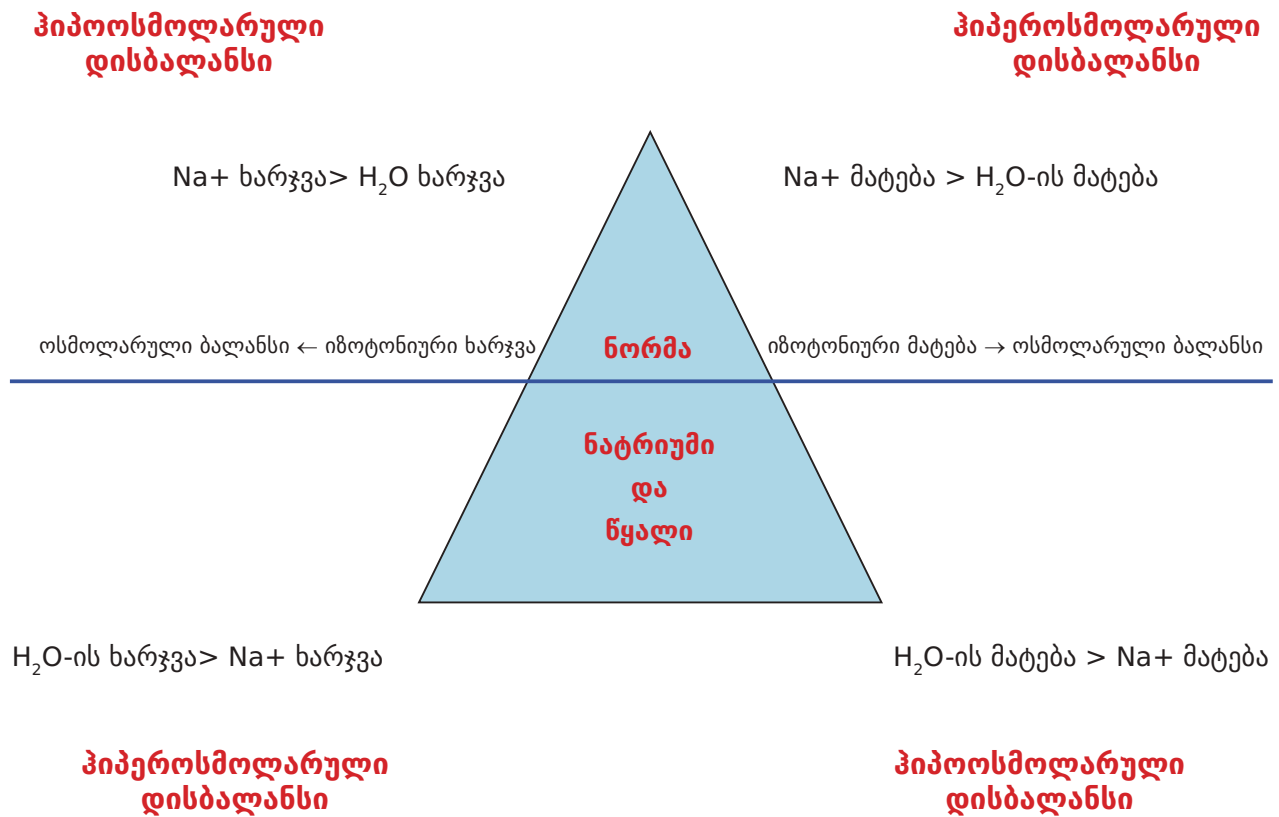 ჰიპოოსმოლარული
დისბალანსი
ჰიპეროსმოლარული
დისბალანსი
Na+ ხარჯვა> H₂O ხარჯვა
Na+ მატება > H₂O-ის მატება
ოსმოლარული ბალანსი ← იზოტონიური ხარჯვა
ნორმა
იზოტონიური მატება → ოსმოლარული ბალანსი
ნატრიუმი
და
წყალი
H₂O-ის ხარჯვა> Na+ ხარჯვა
H₂O-ის მატება > Na+ მატება
ჰიპეროსმოლარული
დისბალანსი
ჰიპოოსმოლარული
დისბალანსი